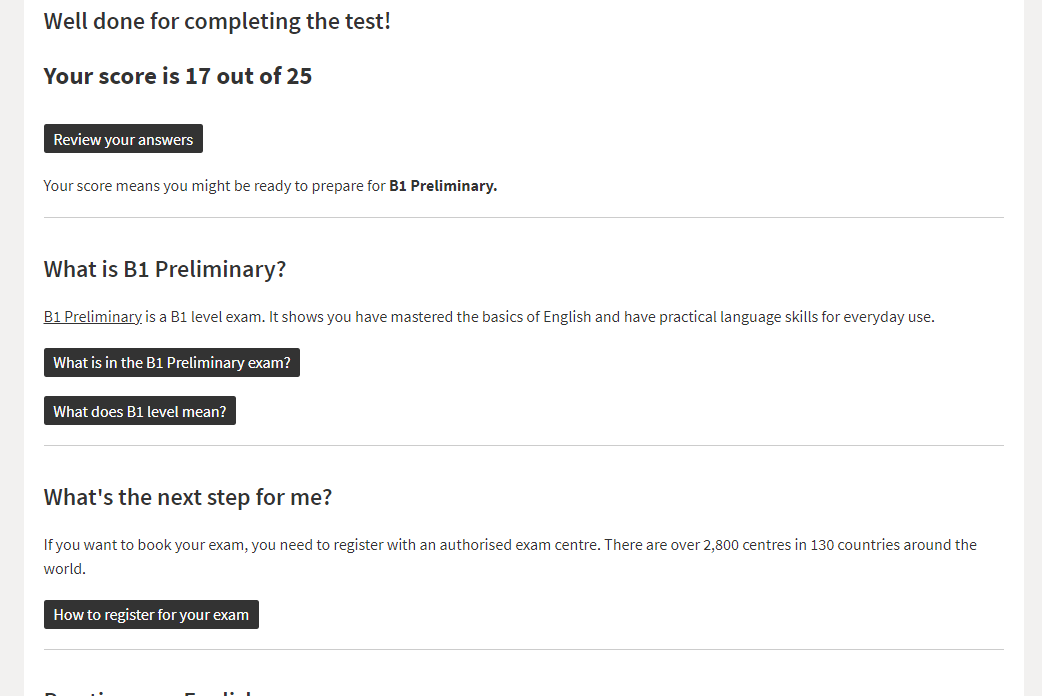 Well done for completing the test!
Your score is 17 out of 25
Review your answers
Your score means you might be ready to prepare for B1 Preliminary.
What is B1 Preliminary?
B1 Preliminary is a B1 level exam. It shows you have mastered the basics of English and have practical language skills for everyday use.
What is in the B1 Preliminary exam?
What does B1 level mean?
What's the next step for me?
If you want to book your exam, you need to register with an authorised exam centre. There are over 2,800 centres in 130 countries around the
world.
How to register for your exam